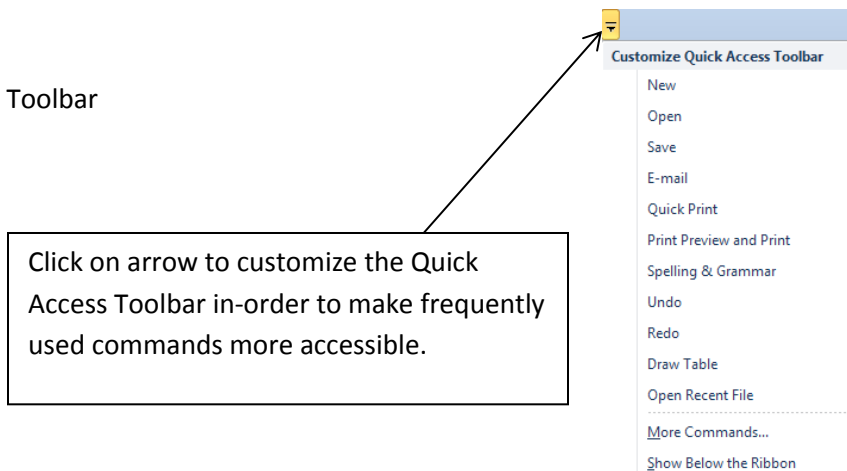 Customize Quick Access Toolbar
New
Toolbar
Open
Save
E-mail
Quick Print
Print Preview and Print
Click on arrow to customize the Quick
Access Toolbar in-order to make frequently
used commands more accessible.
Spelling & Grammar
Undo
Redo
Draw Table
Open Recent File
More Commands...
Show Below the Ribbon